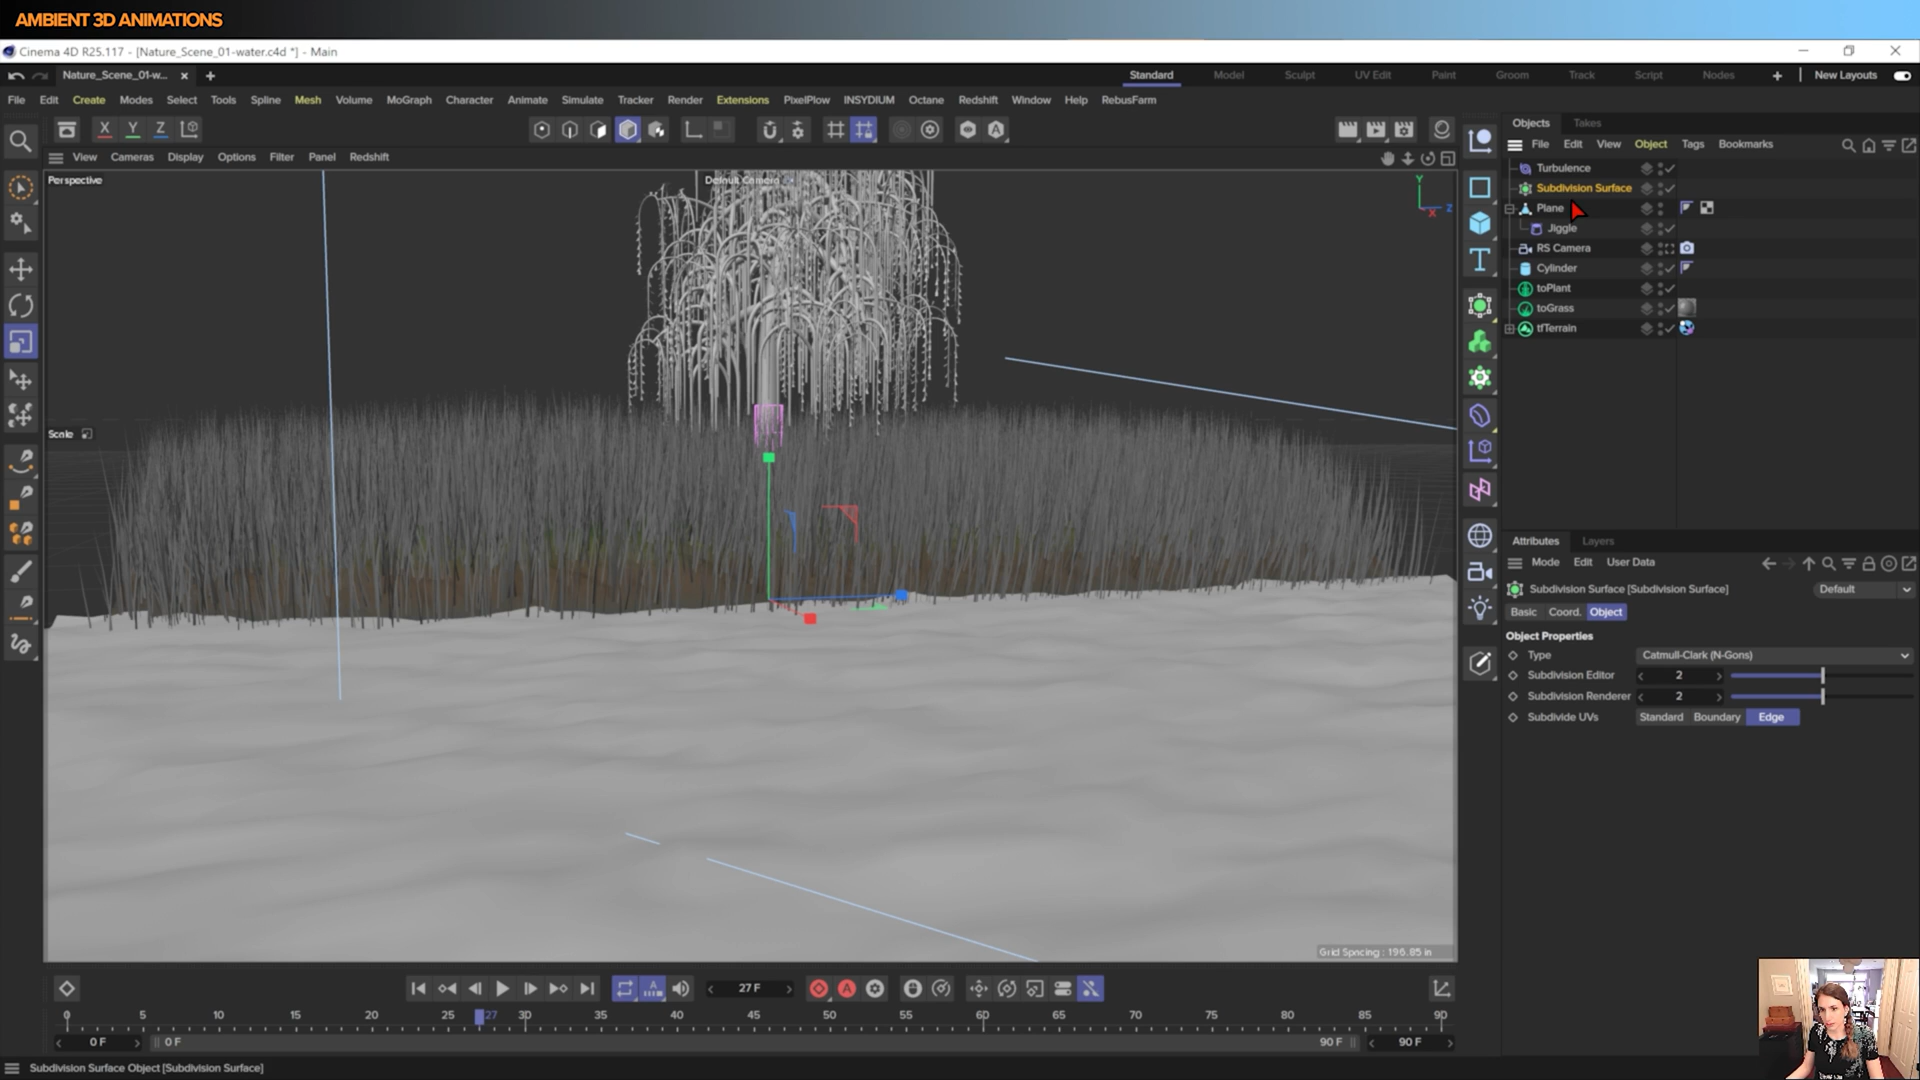 AMBIENT 3D ANIMATIONS
Cinema 4D R25.117 - [Nature_Scene_01-water.c4d *] - Main
Nature_Scene_01-w... Standard Model Sculpt UV Edit Paint Groom Track Script Nodes New Layouts
File Edit Create Modes Select Tools Spline Mesh Volume MoGraph Character Animate Simulate Tracker Render Extensions PixelPlow INSYDIUM Octane Redshift Window Help RebusFarm
X Y Z
View Cameras Display Options Filter Panel Redshift
Perspective
Default Camera
Y
X
Z
Scale
Grid Spacing : 196.85 in
Objects Takes
File Edit View Object Tags Bookmarks
Turbulence
Subdivision Surface
Plane
Jiggle
RS Camera
Cylinder
toPlant
toGrass
tfTerrain
Attributes Layers
Mode Edit User Data
Subdivision Surface [Subdivision Surface] Default
Basic Coord. Object
Object Properties
Type Catmull-Clark (N-Gons)
Subdivision Editor 2
Subdivision Renderer 2
Subdivide UVs Standard Boundary Edge
27 F
0 5 10 15 20 25 27 30 35 40 45 50 55 60 65 70 75 80 85 90
0 F 0 F 90 F 90 F
Subdivision Surface Object [Subdivision Surface]